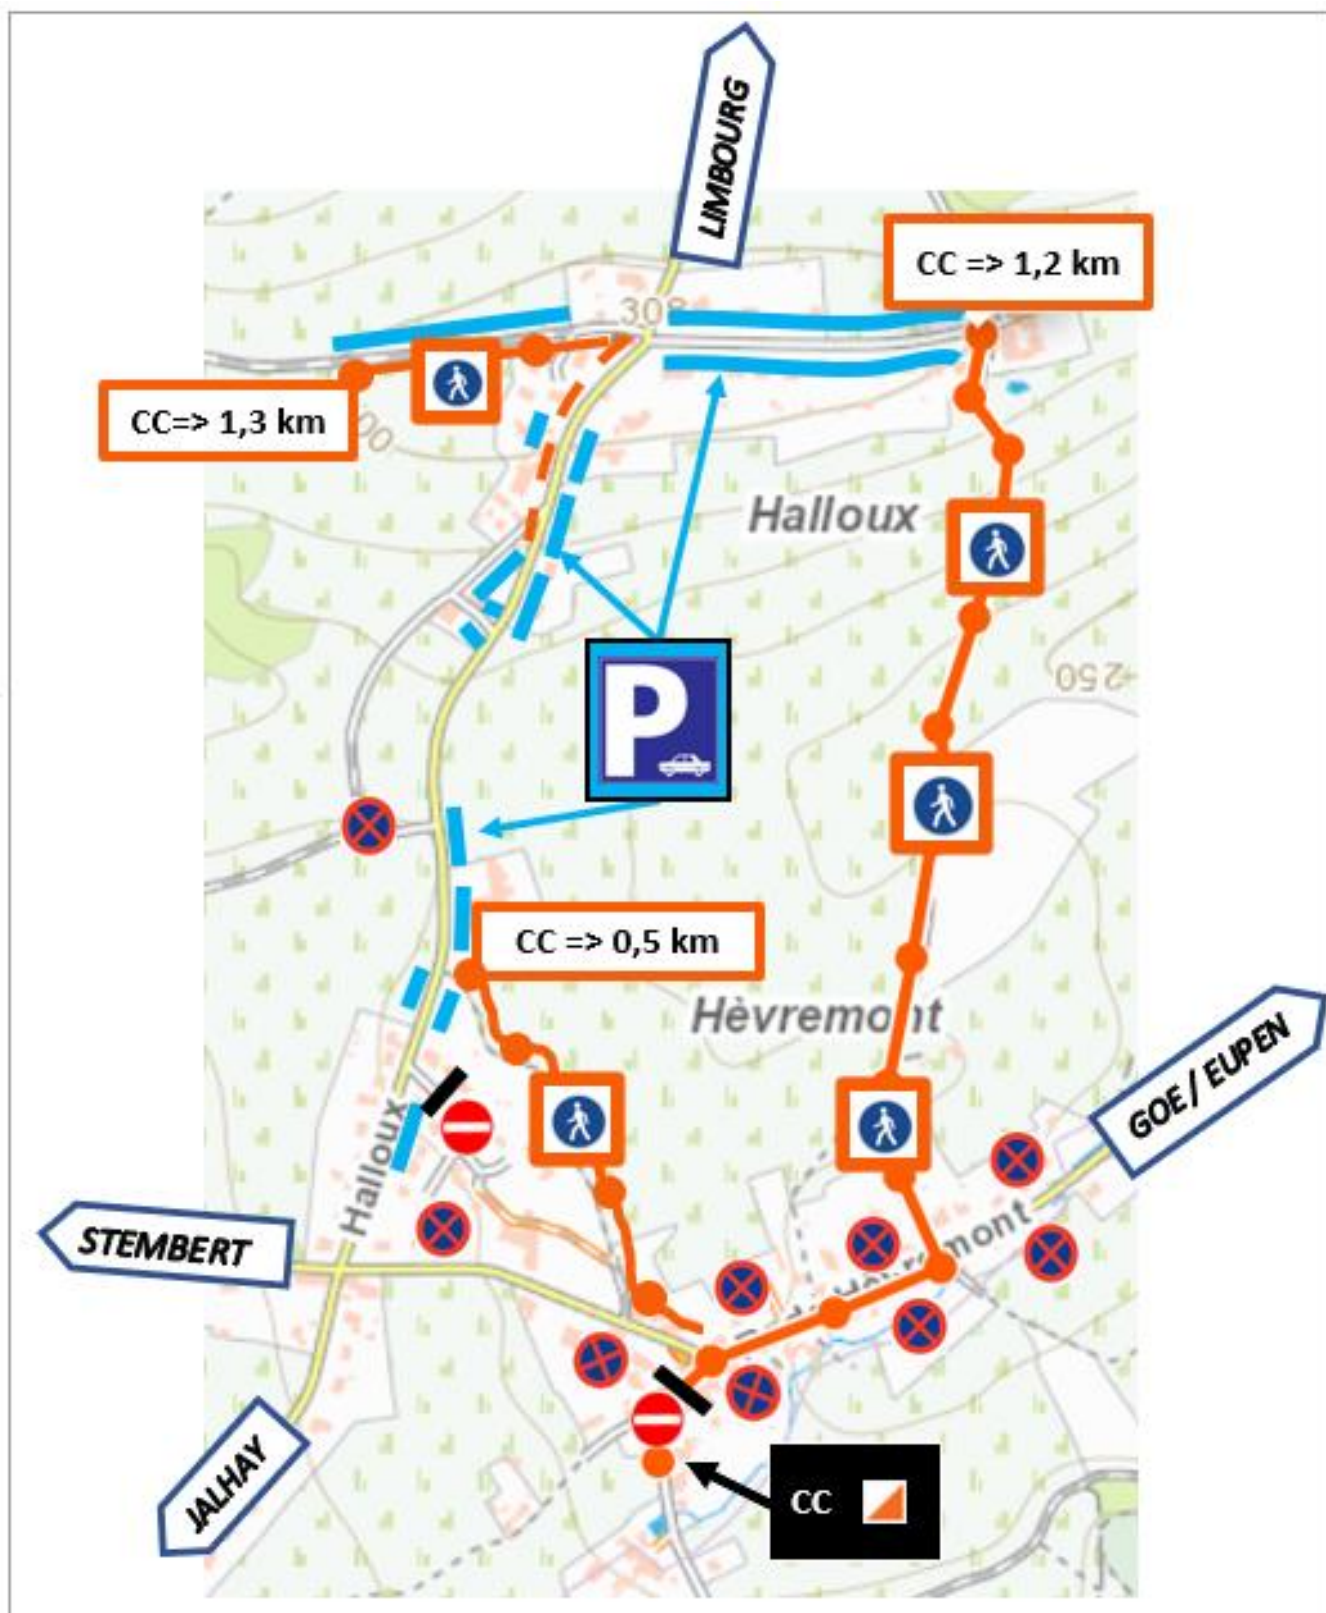 LIMBOURG
CC => 1,2 km
CC=> 1,3 km
Halloux
P
250
CC => 0,5 km
Hèvremont
GOE / EUPEN
Halloux
STEMBERT
JALHAY
CC